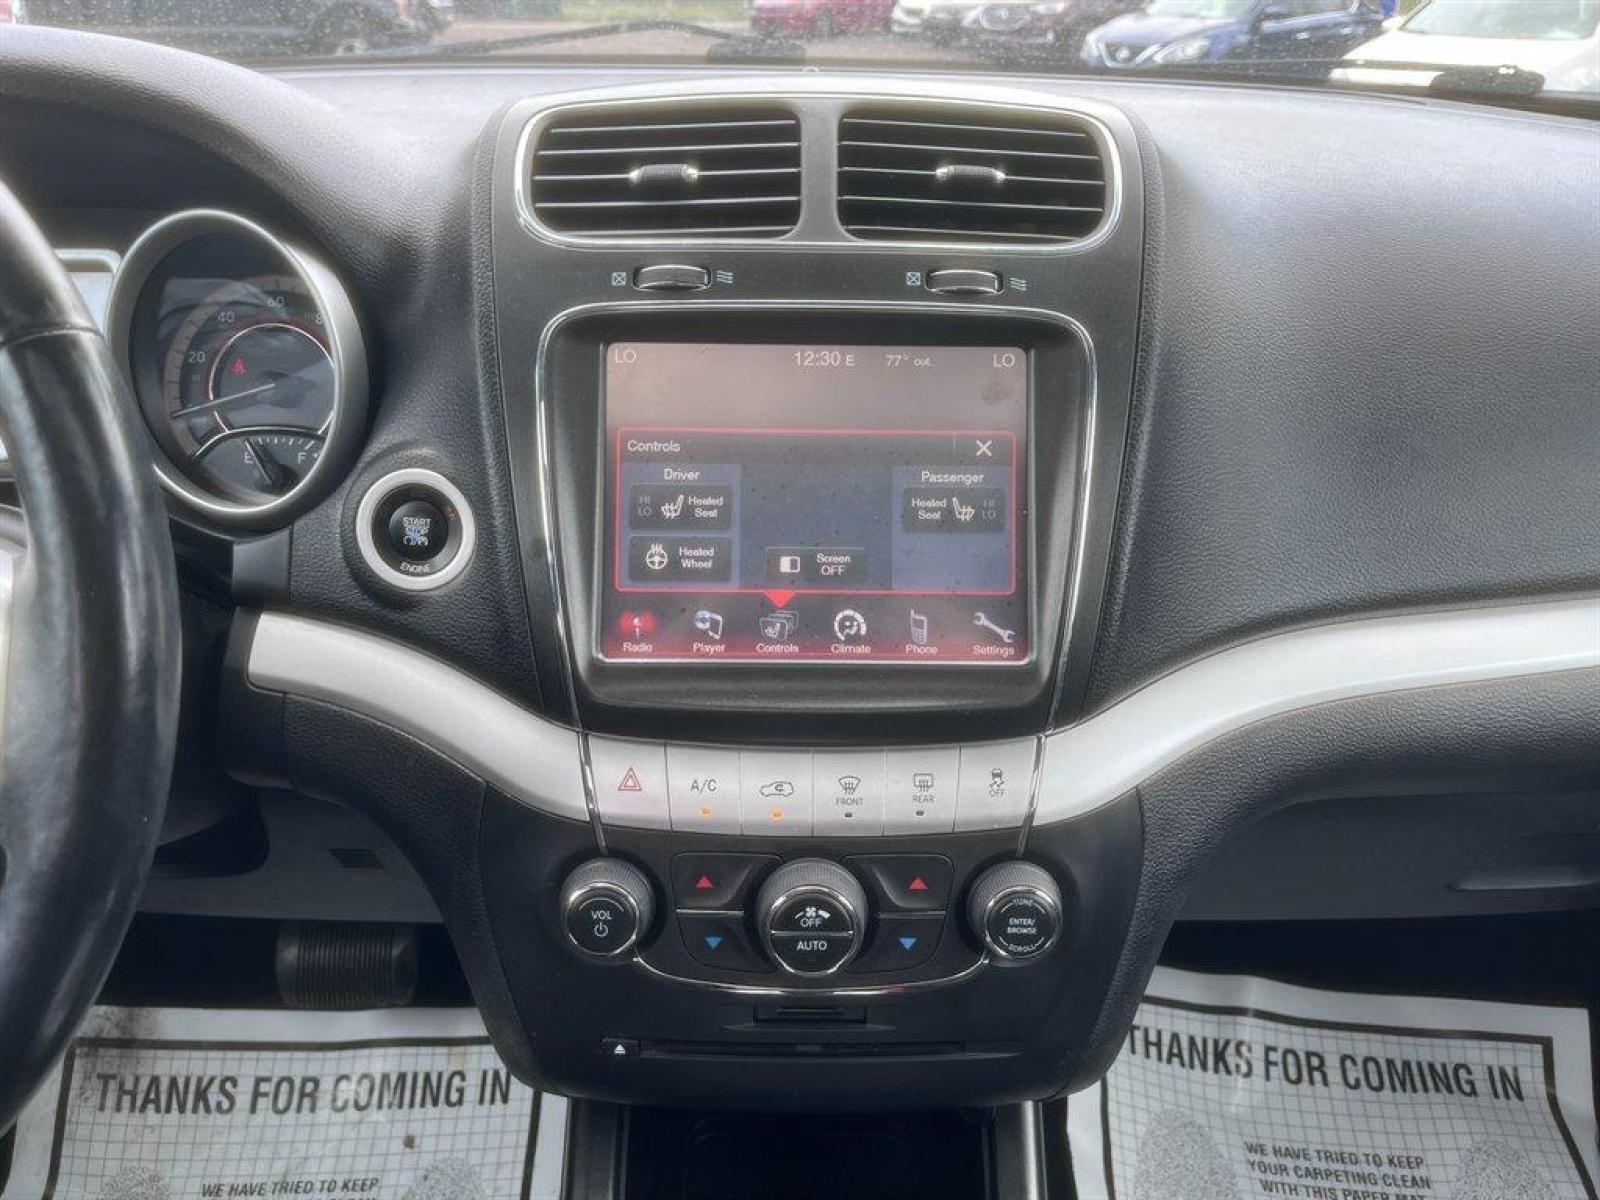 LO
12:30 E
77° out
LO
Controls
Driver
Passenger
HI
LO
Heated
Seat
Heated
Seat
HI
LO
Heated
Wheel
Screen
OFF
Radio
Player
Controls
Climate
Phone
Settings
20
40
60
8
E
F
START
STOP
ENGINE
A/C
FRONT
REAR
OFF
VOL
OFF
AUTO
TUNE
ENTER/
BROWSE
SCROLL
THANKS FOR COMING IN
WE HAVE TRIED TO KEEP
THANKS FOR COMING IN
WE HAVE TRIED TO KEEP
YOUR CARPETING CLEAN
WITH THIS PAPER MAT